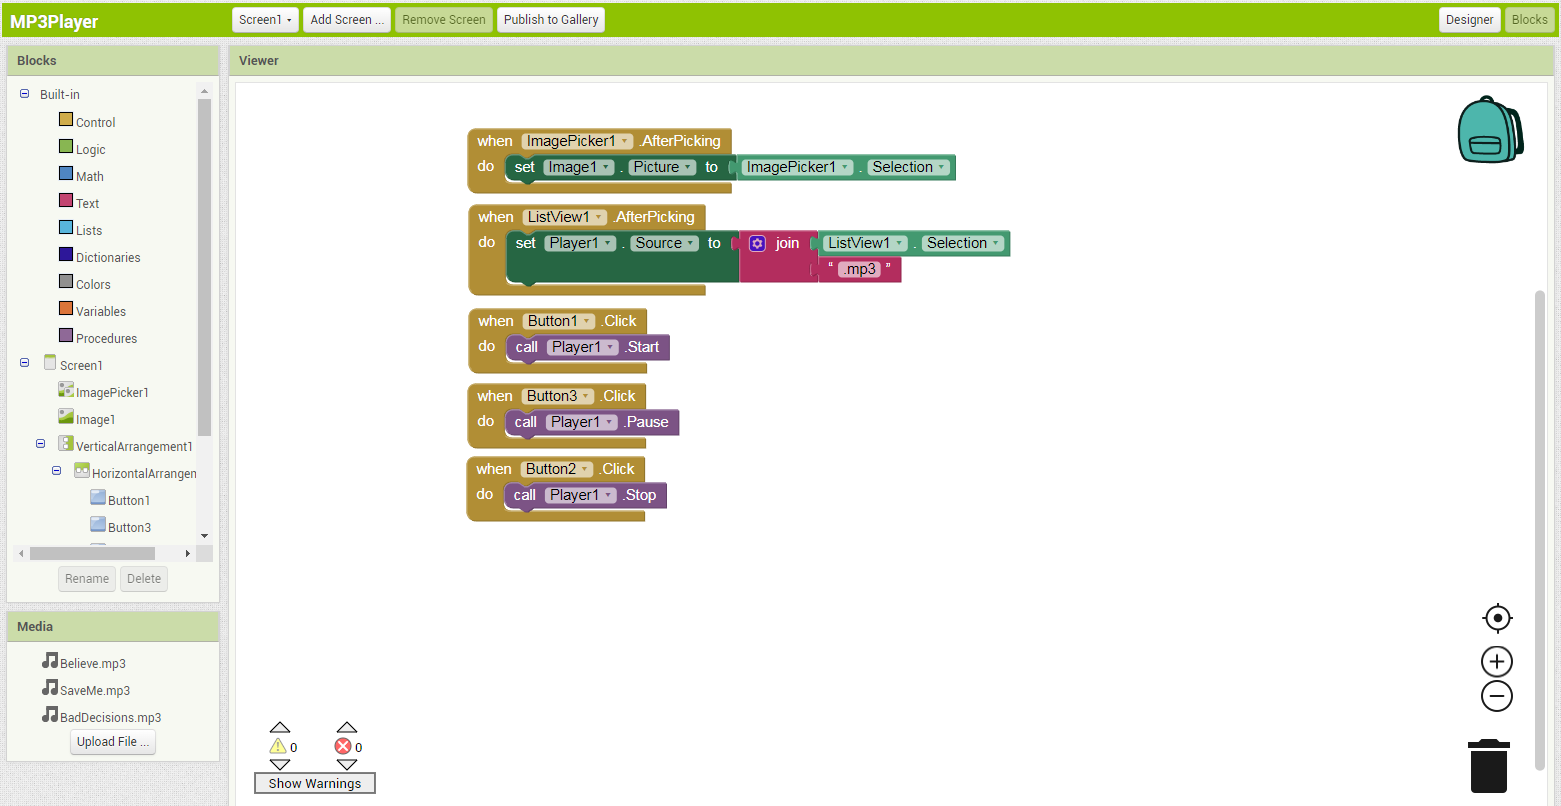 MP3Player
Screen1
Add Screen ...
Remove Screen
Publish to Gallery
Designer
Blocks
Blocks
Built-in
Control
Logic
Math
Text
Lists
Dictionaries
Colors
Variables
Procedures
Screen1
ImagePicker1
Image1
VerticalArrangement1
HorizontalArrangen
Button1
Button3
Rename
Delete
Media
Believe.mp3
SaveMe.mp3
BadDecisions.mp3
Upload File ...
Viewer
when ImagePicker1 .AfterPicking
do set Image1 . Picture to ImagePicker1 . Selection
when ListView1 .AfterPicking
do set Player1 . Source to join ListView1 . Selection
“ .mp3 ”
when Button1 .Click
do call Player1 .Start
when Button3 .Click
do call Player1 .Pause
when Button2 .Click
do call Player1 .Stop
0
0
Show Warnings